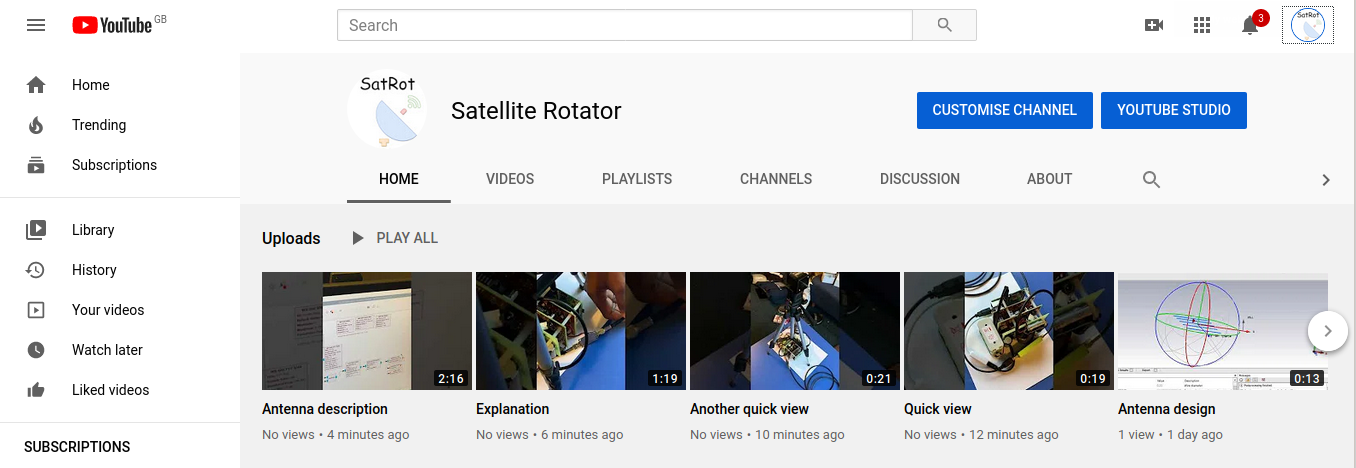 YouTube GB
Search
3
SatRot
Home
Trending
Subscriptions
Library
History
Your videos
Watch later
Liked videos
SUBSCRIPTIONS
SatRot
Satellite Rotator
CUSTOMISE CHANNEL
YOUTUBE STUDIO
HOME VIDEOS PLAYLISTS CHANNELS DISCUSSION ABOUT
Uploads PLAY ALL
2:16 1:19 0:21 0:19 0:13
Antenna description
No views • 4 minutes ago
Explanation
No views • 6 minutes ago
Another quick view
No views • 10 minutes ago
Quick view
No views • 12 minutes ago
Antenna design
1 view • 1 day ago